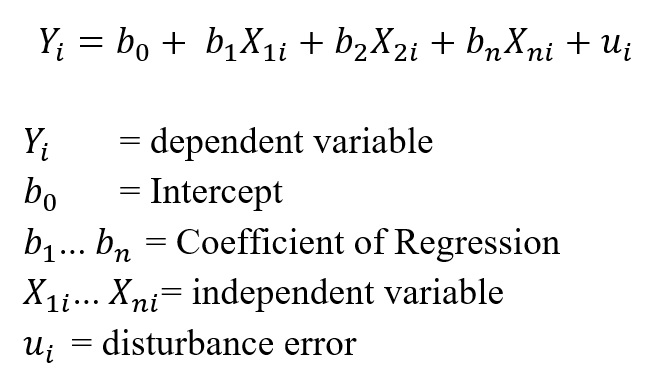 Yᵢ = b₀ + b₁X₁ᵢ + b₂X₂ᵢ + bₙXₙᵢ + uᵢ
Yᵢ = dependent variable
b₀ = Intercept
b₁… bₙ = Coefficient of Regression
X₁ᵢ… Xₙᵢ= independent variable
uᵢ = disturbance error